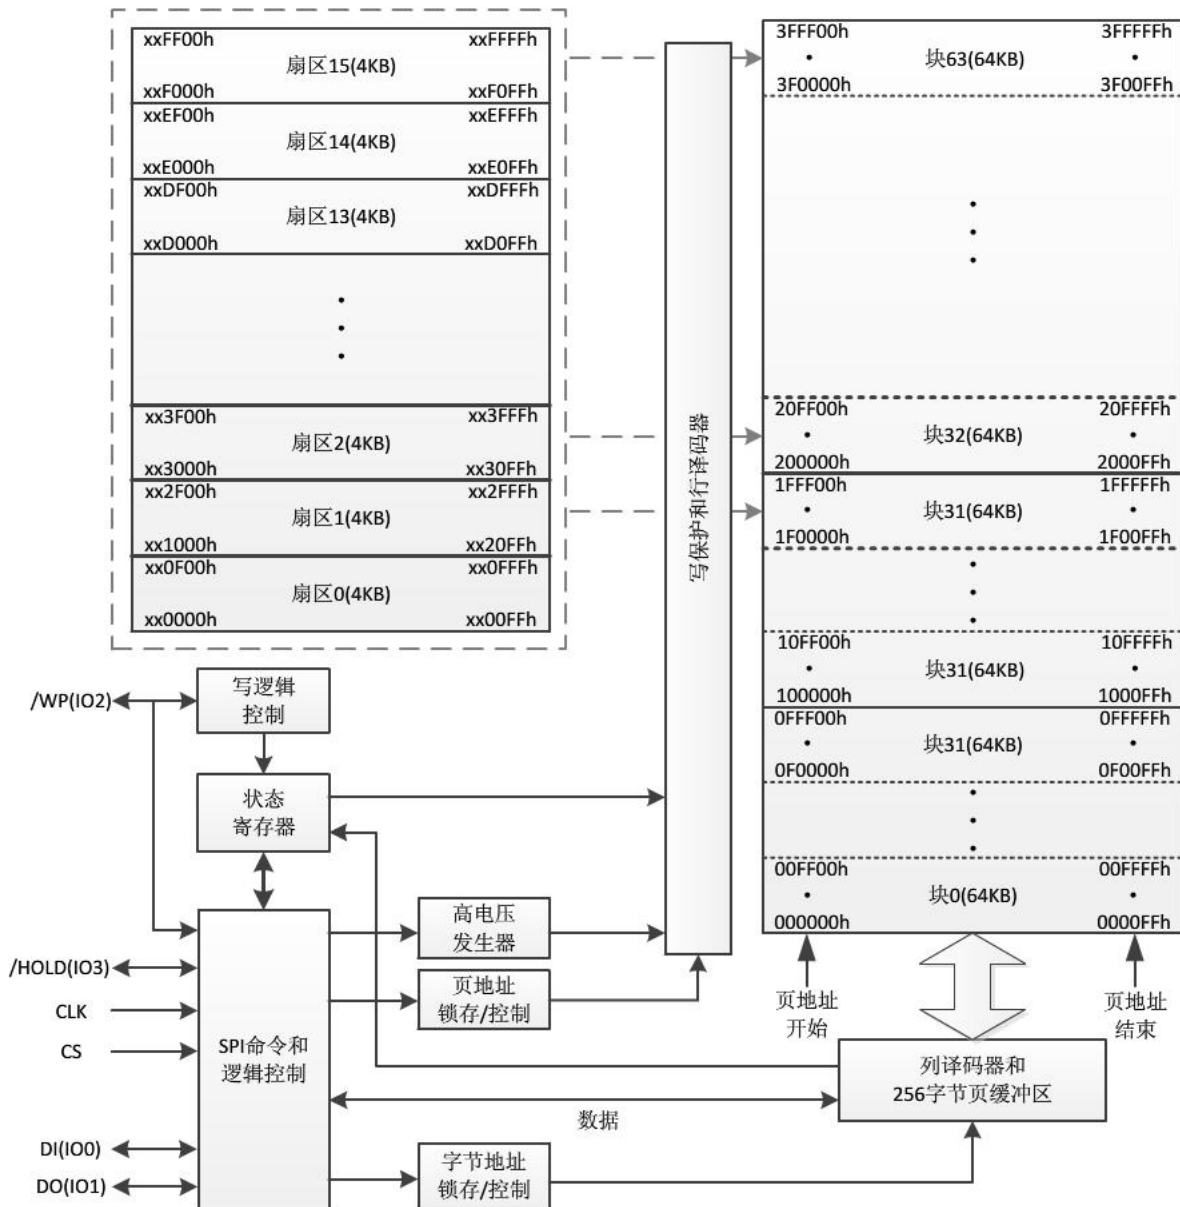 xxFF00h xxFFFFh
扇区15(4KB)
xxF000h xxF0FFh
xxEF00h xxEFFFh
扇区14(4KB)
xxE000h xxE0FFh
xxDF00h xxDFFFh
扇区13(4KB)
xxD000h xxD0FFh
xx3F00h xx3FFFh
扇区2(4KB)
xx3000h xx30FFh
xx2F00h xx2FFFh
扇区1(4KB)
xx1000h xx20FFh
xx0F00h xx0FFFh
扇区0(4KB)
xx0000h xx00FFh
写保护和行译码器
3FFF00h 3FFFFFh
块63(64KB)
3F0000h 3F00FFh
20FF00h 20FFFFh
块32(64KB)
200000h 2000FFh
1FFF00h 1FFFFFh
块31(64KB)
1F0000h 1F00FFh
10FF00h 10FFFFh
块31(64KB)
100000h 1000FFh
0FFF00h 0FFFFFh
块31(64KB)
0F0000h 0F00FFh
00FF00h 00FFFFh
块0(64KB)
000000h 0000FFh
页地址
开始
页地址
结束
/WP(IO2)
写逻辑
控制
状态
寄存器
高电压
发生器
/HOLD(IO3)
页地址
锁存/控制
CLK
CS
SPI命令和
逻辑控制
列译码器和
256字节页缓冲区
数据
DI(IO0)
DO(IO1)
字节地址
锁存/控制